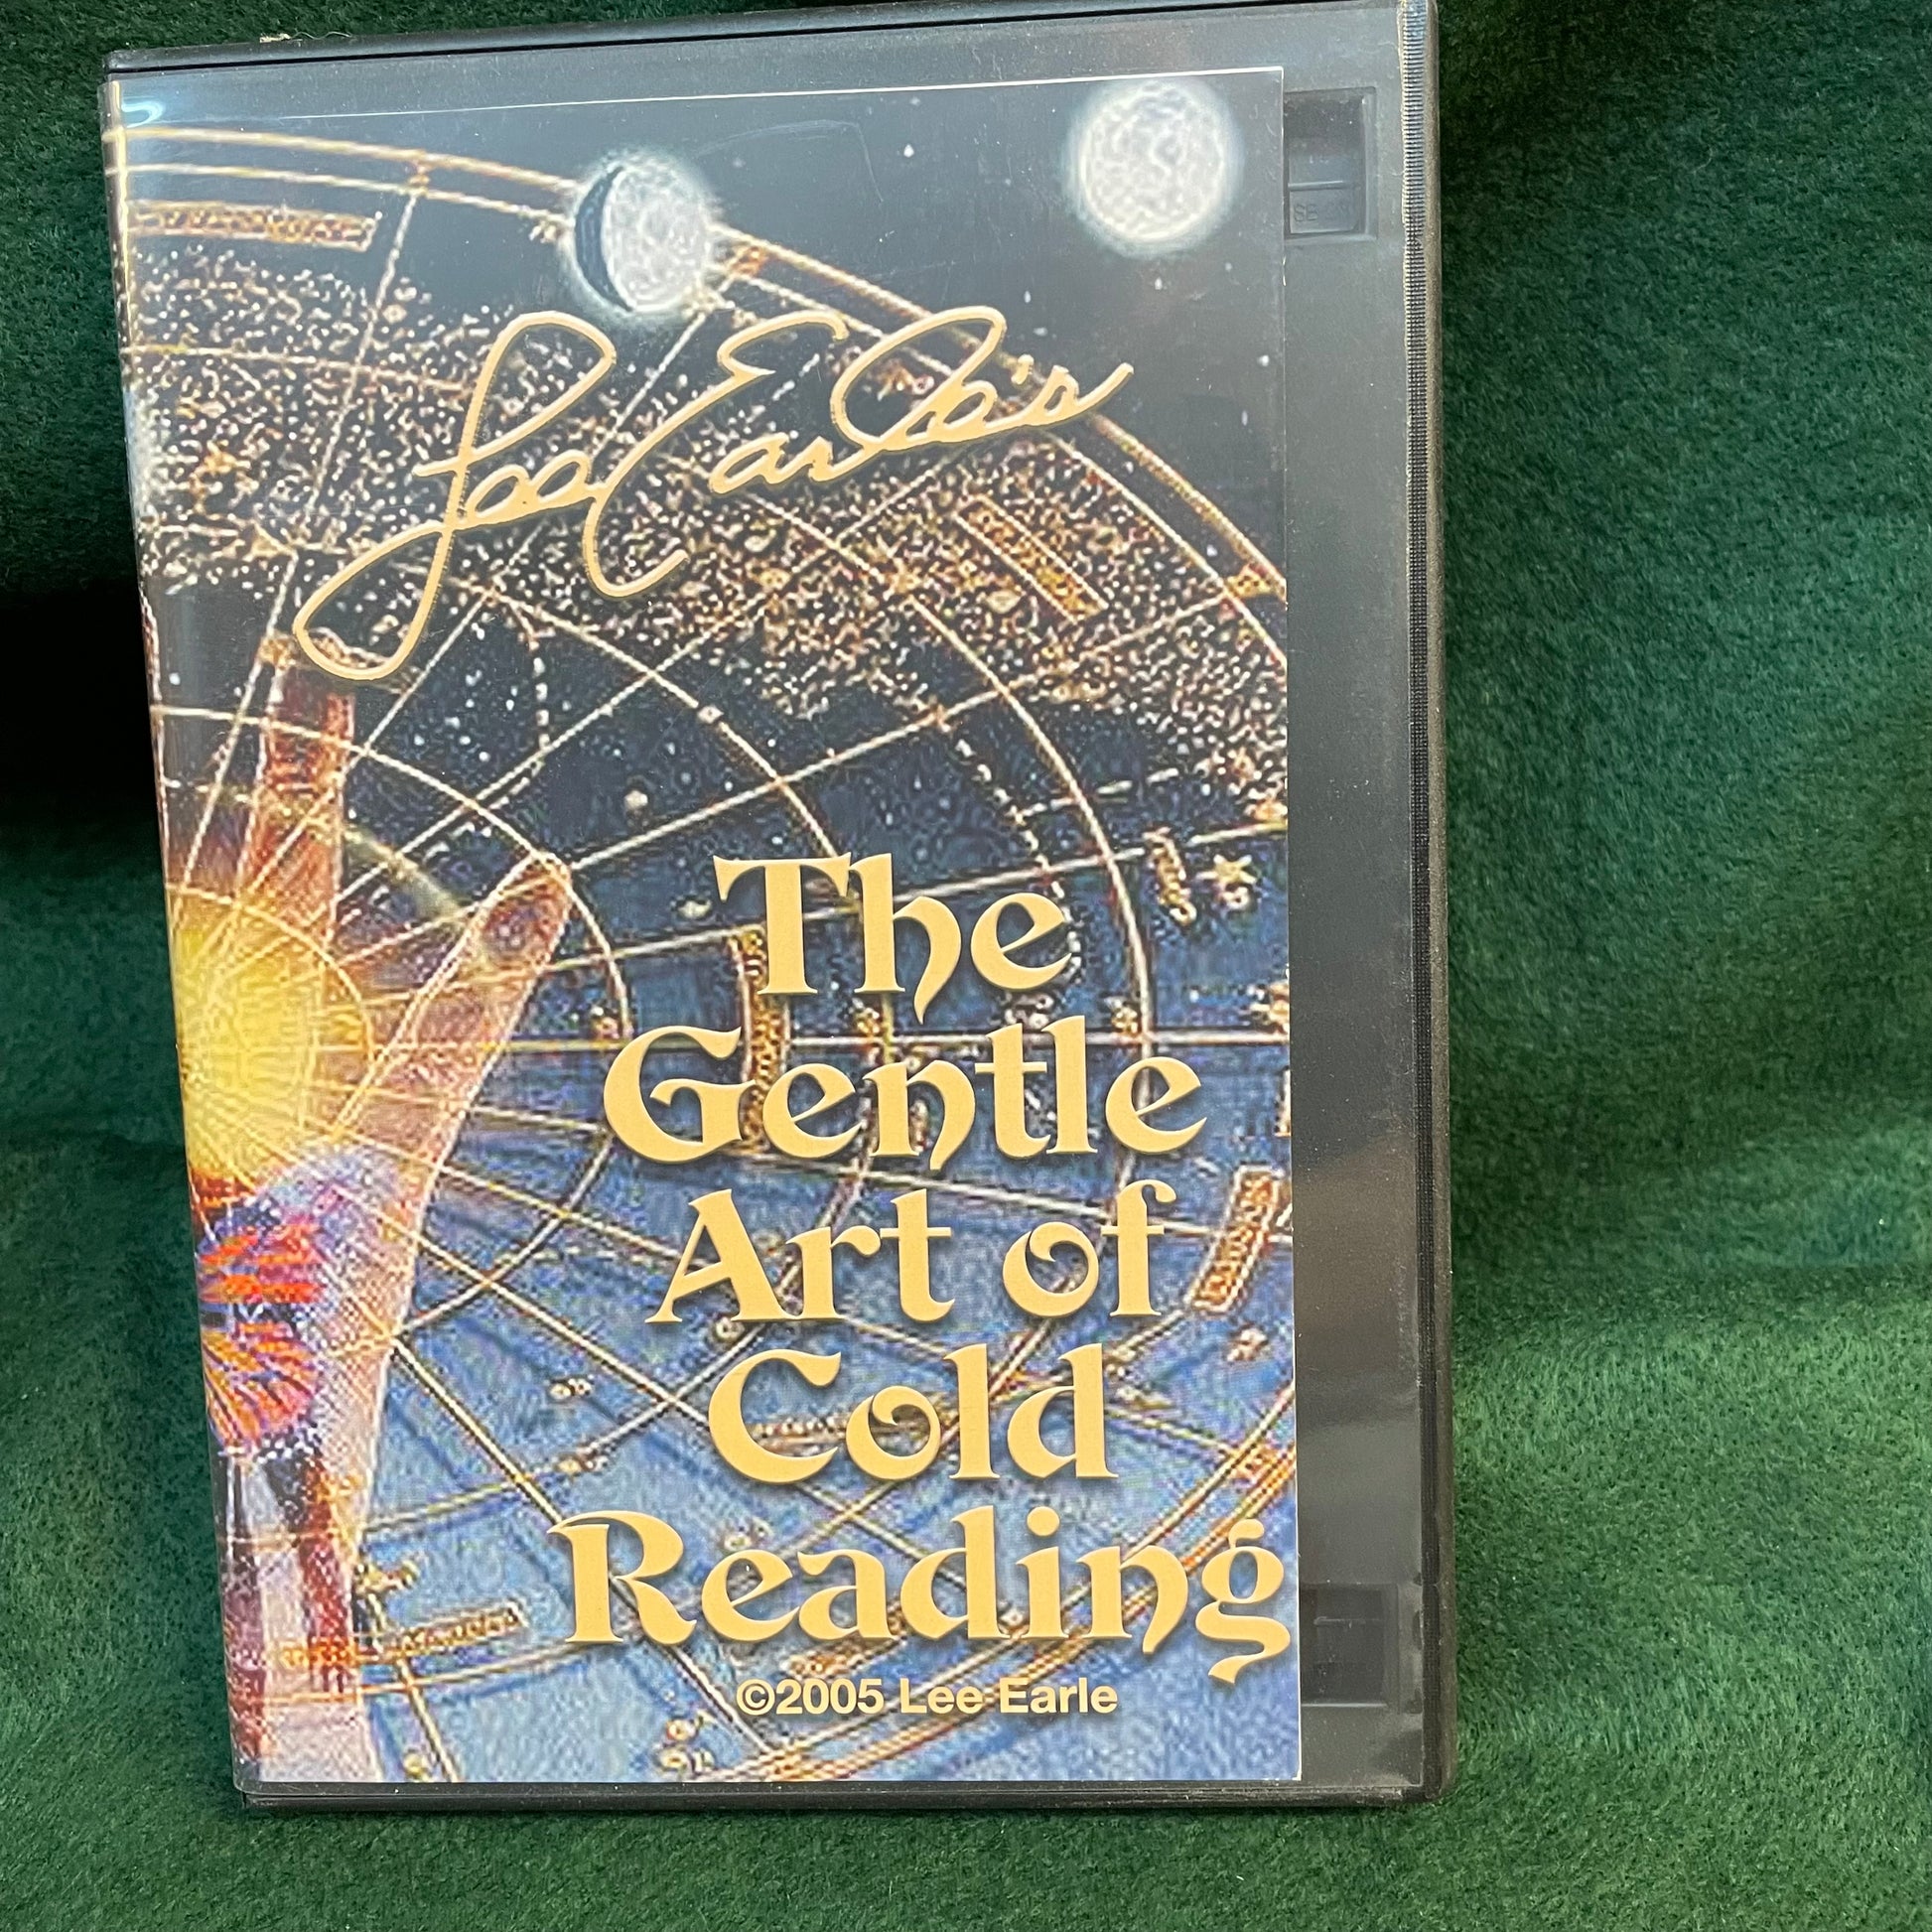 Lee Earle's
The
Gentle
Art of
Cold
Reading
©2005 Lee Earle